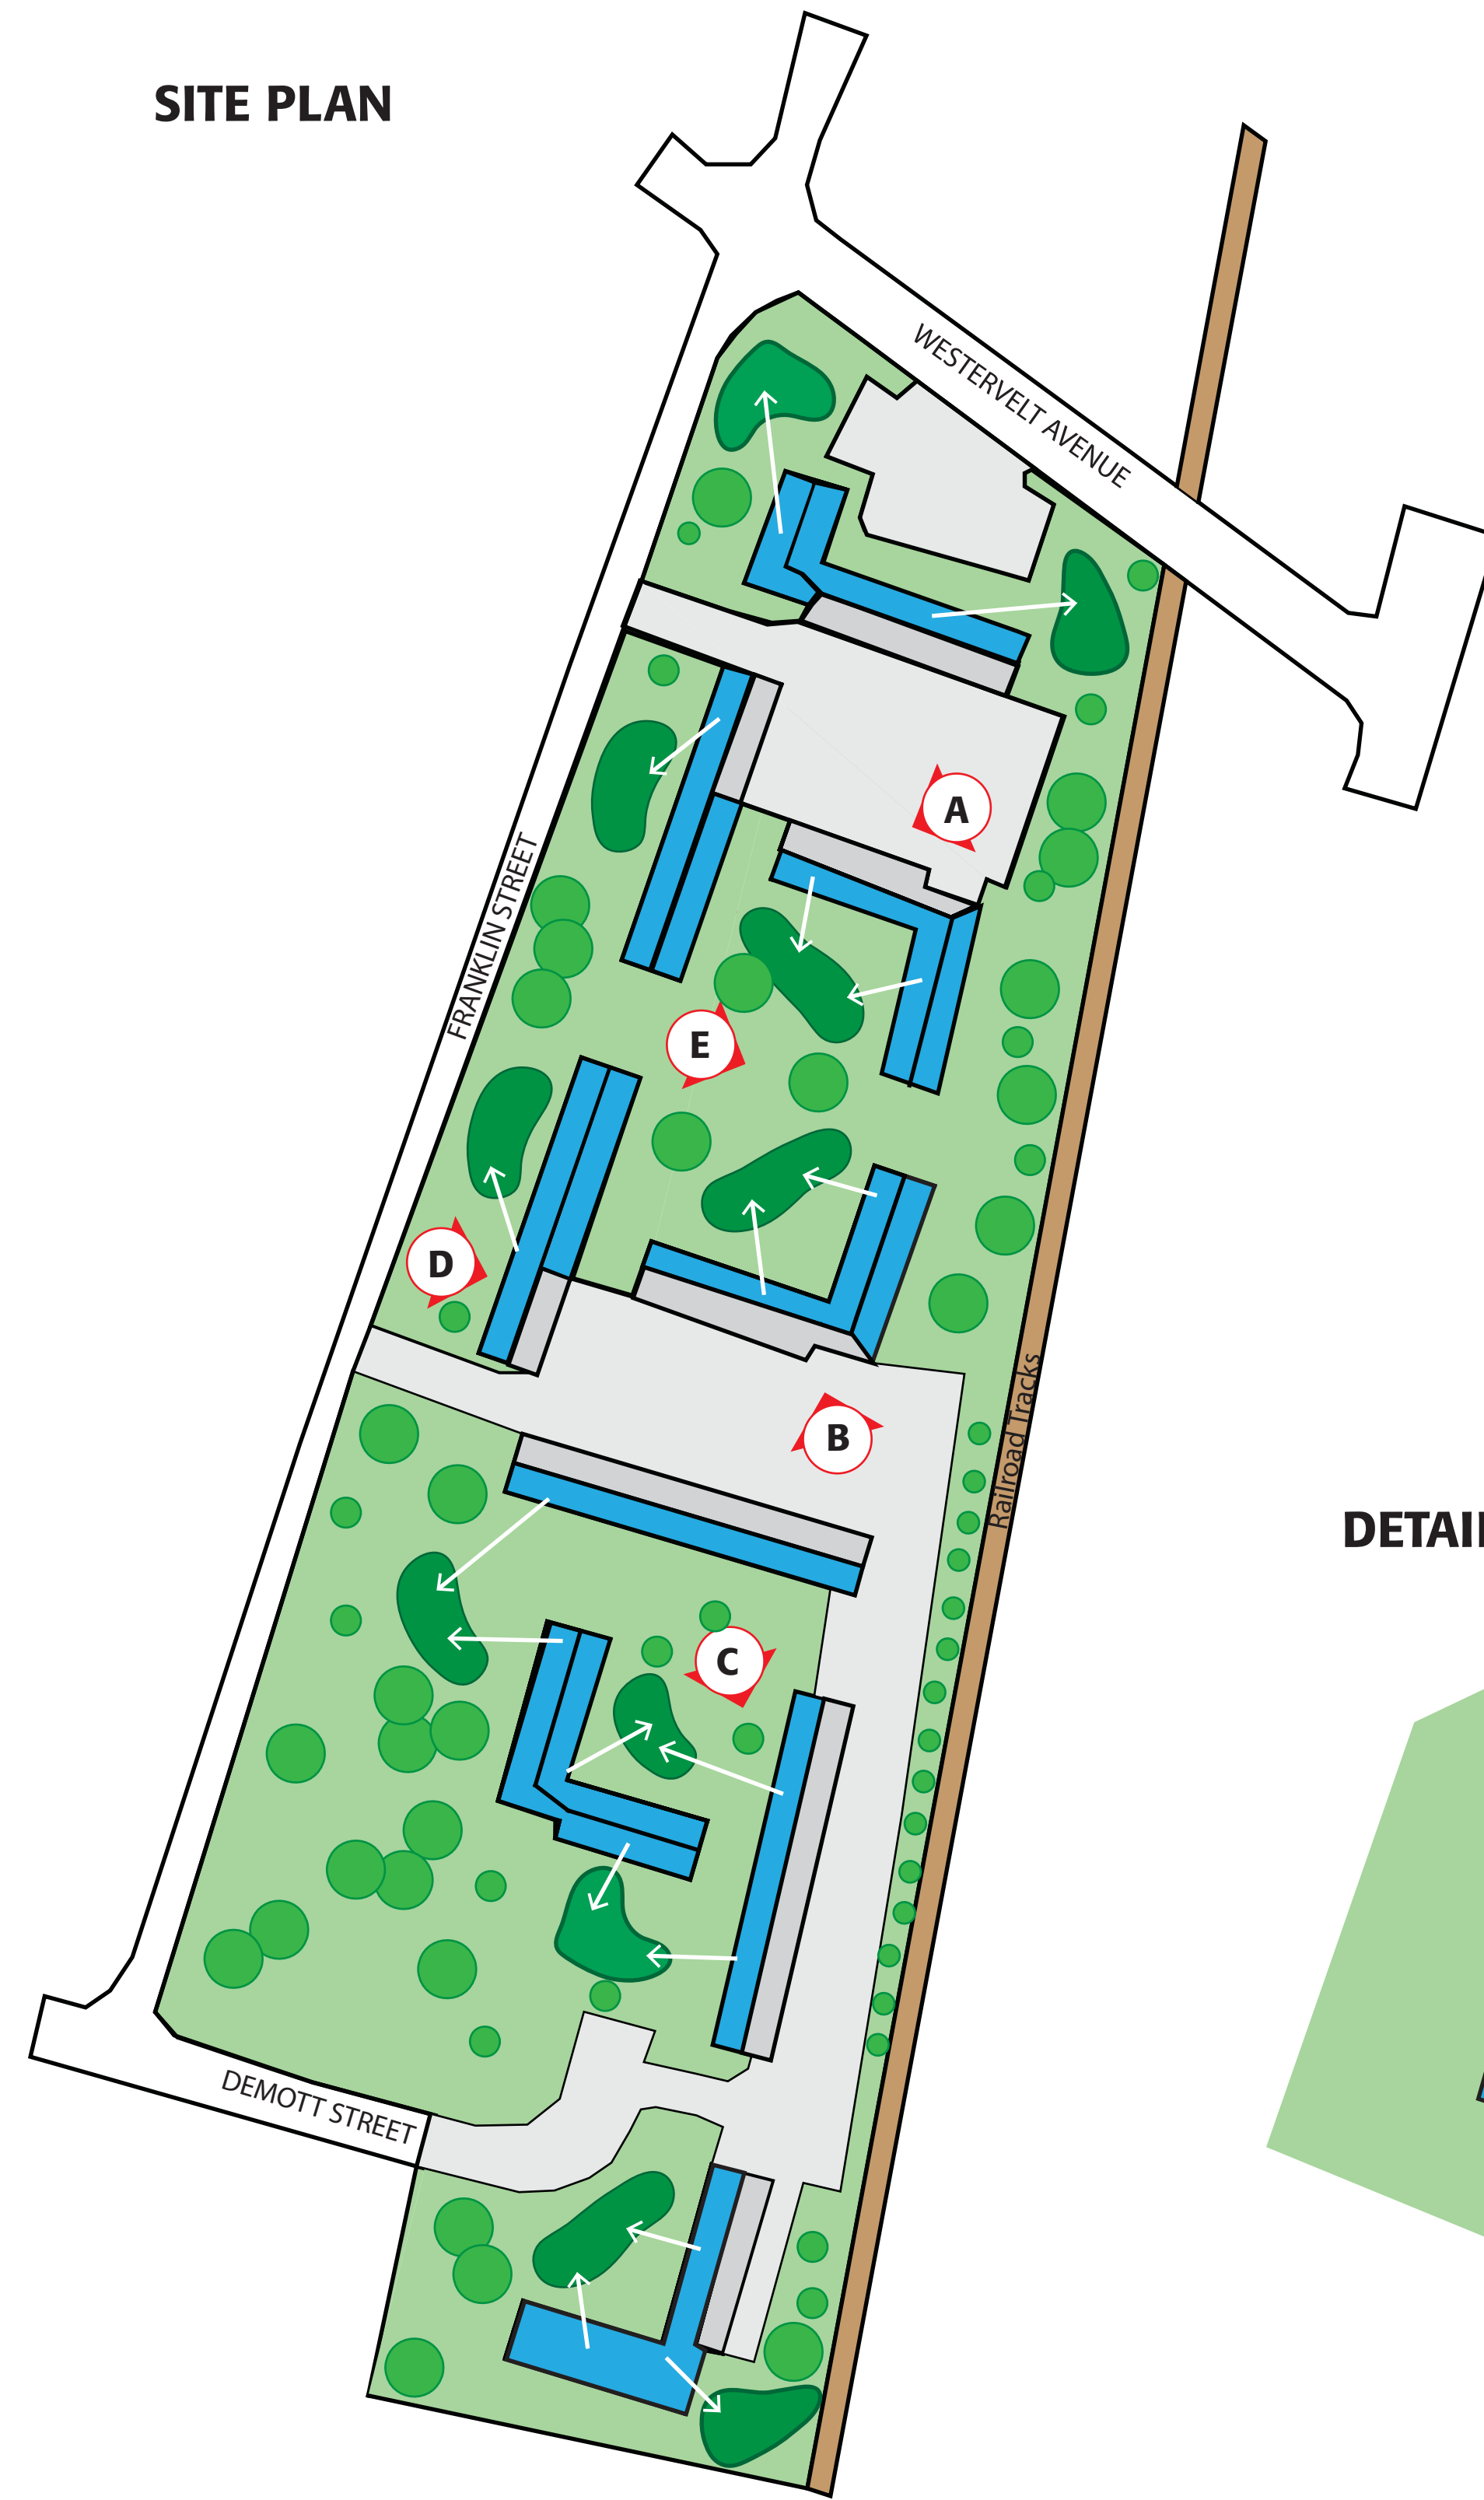 SITE PLAN
WESTERVELT AVENUE
A
FRANKLIN STREET
E
D
Railroad Tracks
B
DETAI
C
DEMOTT STREET